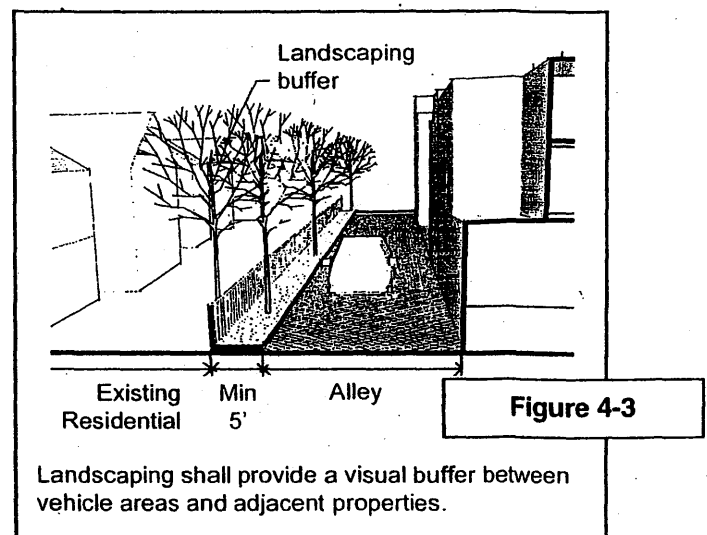 Landscaping
buffer
Existing
Residential
Min
5'
Alley
Figure 4-3
Landscaping shall provide a visual buffer between
vehicle areas and adjacent properties.